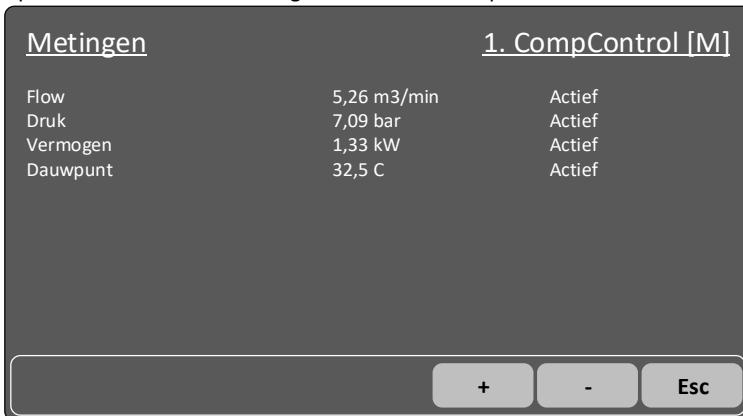 Metingen 1. CompControl [M]
Flow 5,26 m3/min Actief
Druk 7,09 bar Actief
Vermogen 1,33 kW Actief
Dauwpunt 32,5 C Actief
+ - Esc